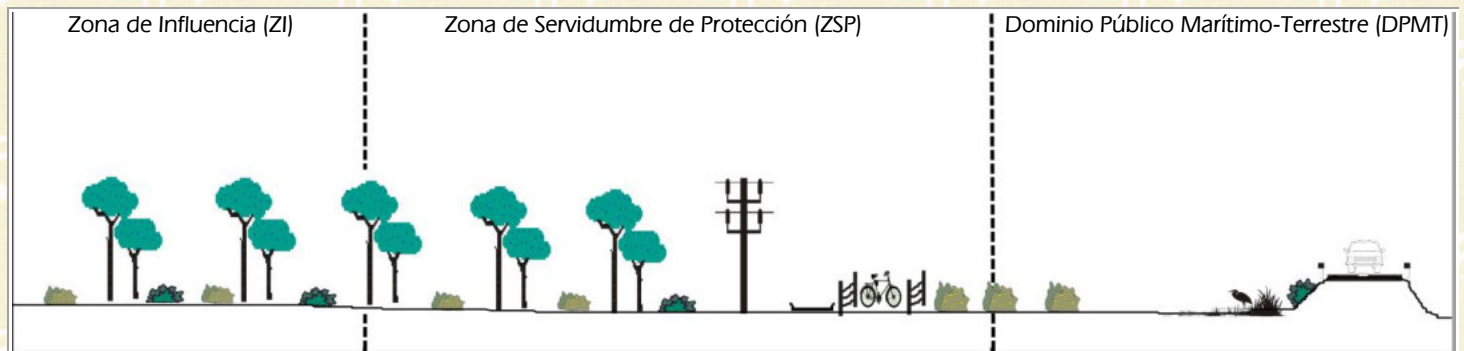 Zona de Influencia (ZI)
Zona de Servidumbre de Protección (ZSP)
Dominio Público Marítimo-Terrestre (DPMT)